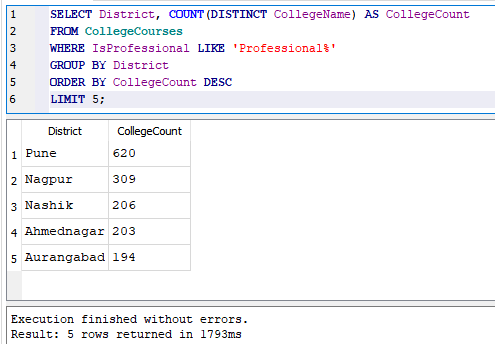 1 SELECT District, COUNT(DISTINCT CollegeName) AS CollegeCount
2 FROM CollegeCourses
3 WHERE IsProfessional LIKE 'Professional%'
4 GROUP BY District
5 ORDER BY CollegeCount DESC
6 LIMIT 5;
District CollegeCount
1 Pune 620
2 Nagpur 309
3 Nashik 206
4 Ahmednagar 203
5 Aurangabad 194
Execution finished without errors.
Result: 5 rows returned in 1793ms